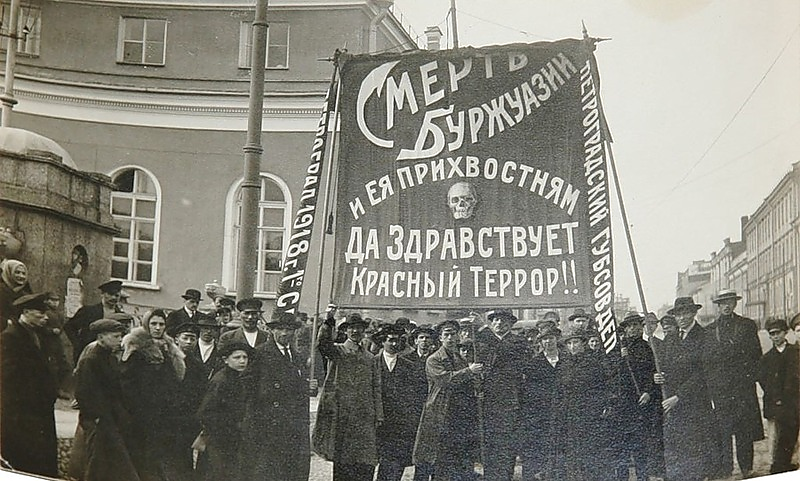 СМЕРТЬ
БУРЖУАЗИИ
И ЕЯ ПРИХВОСТНЯМ
ДА ЗДРАВСТВУЕТ
КРАСНЫЙ ТЕРРОР!!
ПЕТРОГРАДСКИЙ ГУБСОВДЕП
1918 г.